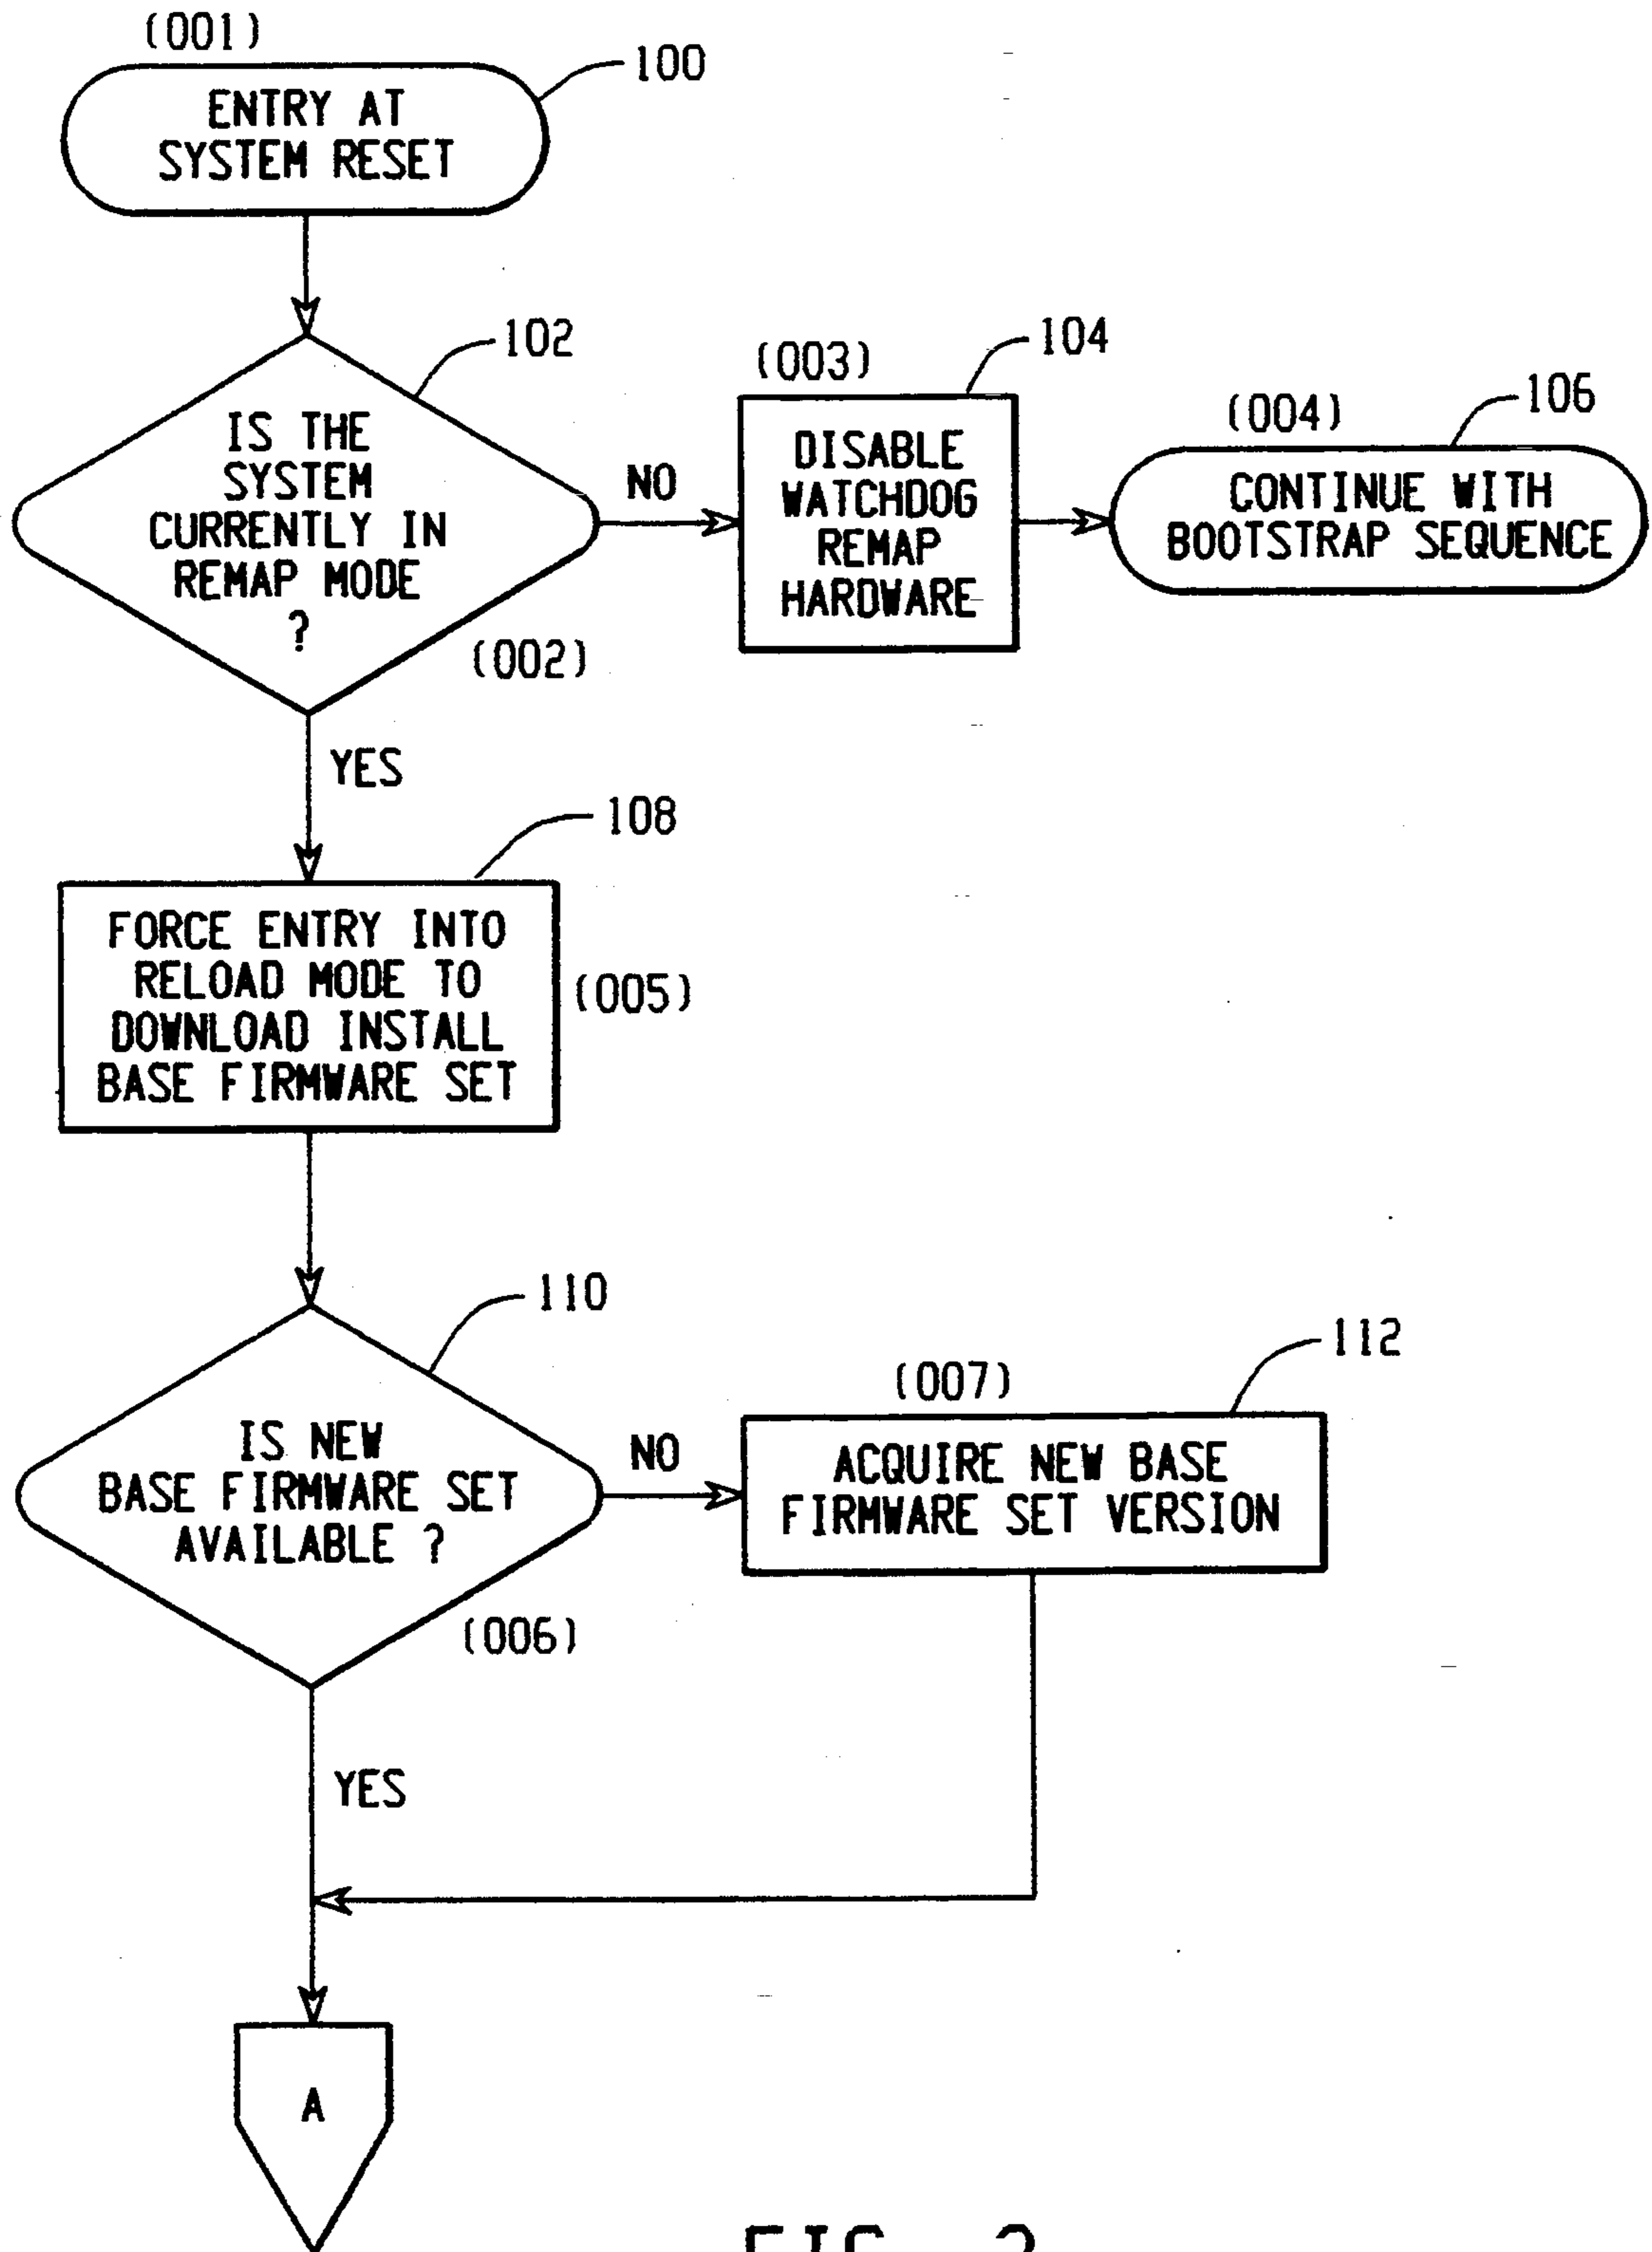 (001)
100
ENTRY AT
SYSTEM RESET
102
IS THE
SYSTEM
CURRENTLY IN
REMAP MODE
?
(002)
NO
(003)
104
DISABLE
WATCHDOG
REMAP
HARDWARE
(004)
106
CONTINUE WITH
BOOTSTRAP SEQUENCE
YES
108
FORCE ENTRY INTO
RELOAD MODE TO
DOWNLOAD INSTALL
BASE FIRMWARE SET
(005)
110
IS NEW
BASE FIRMWARE SET
AVAILABLE ?
(006)
NO
(007)
112
ACQUIRE NEW BASE
FIRMWARE SET VERSION
YES
A
FIG. 2